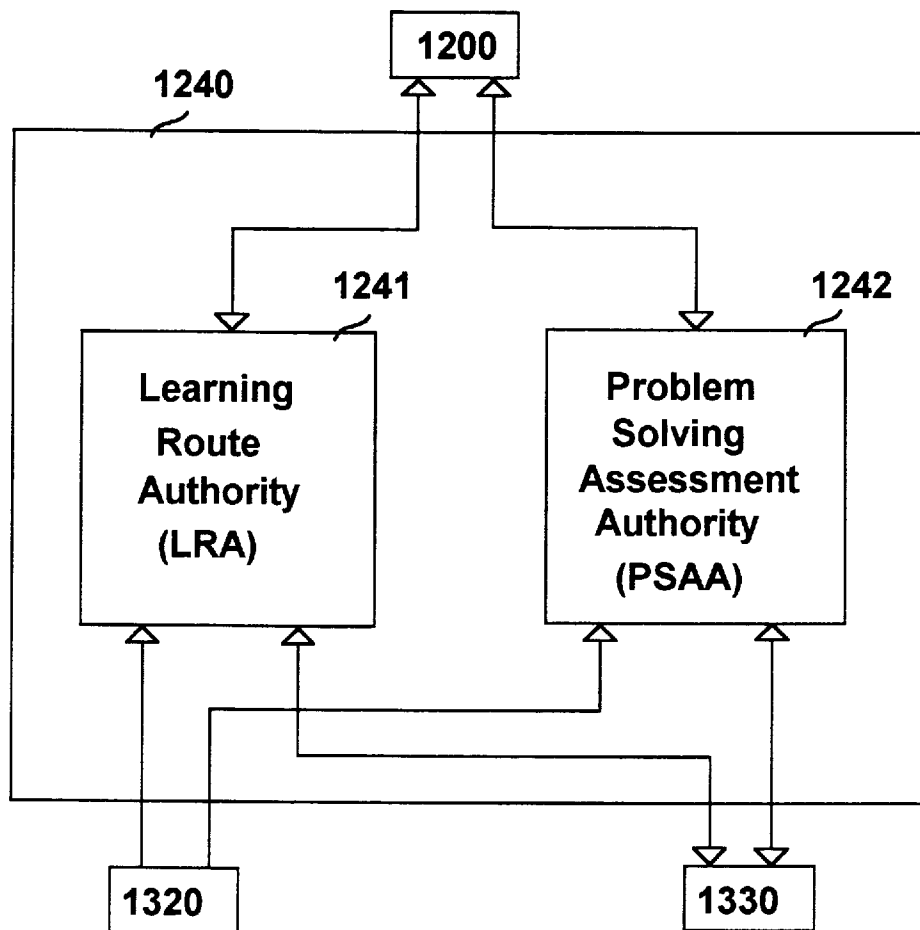 1200
1240
1241
1242
Learning
Route
Authority
(LRA)
Problem
Solving
Assessment
Authority
(PSAA)
1320
1330